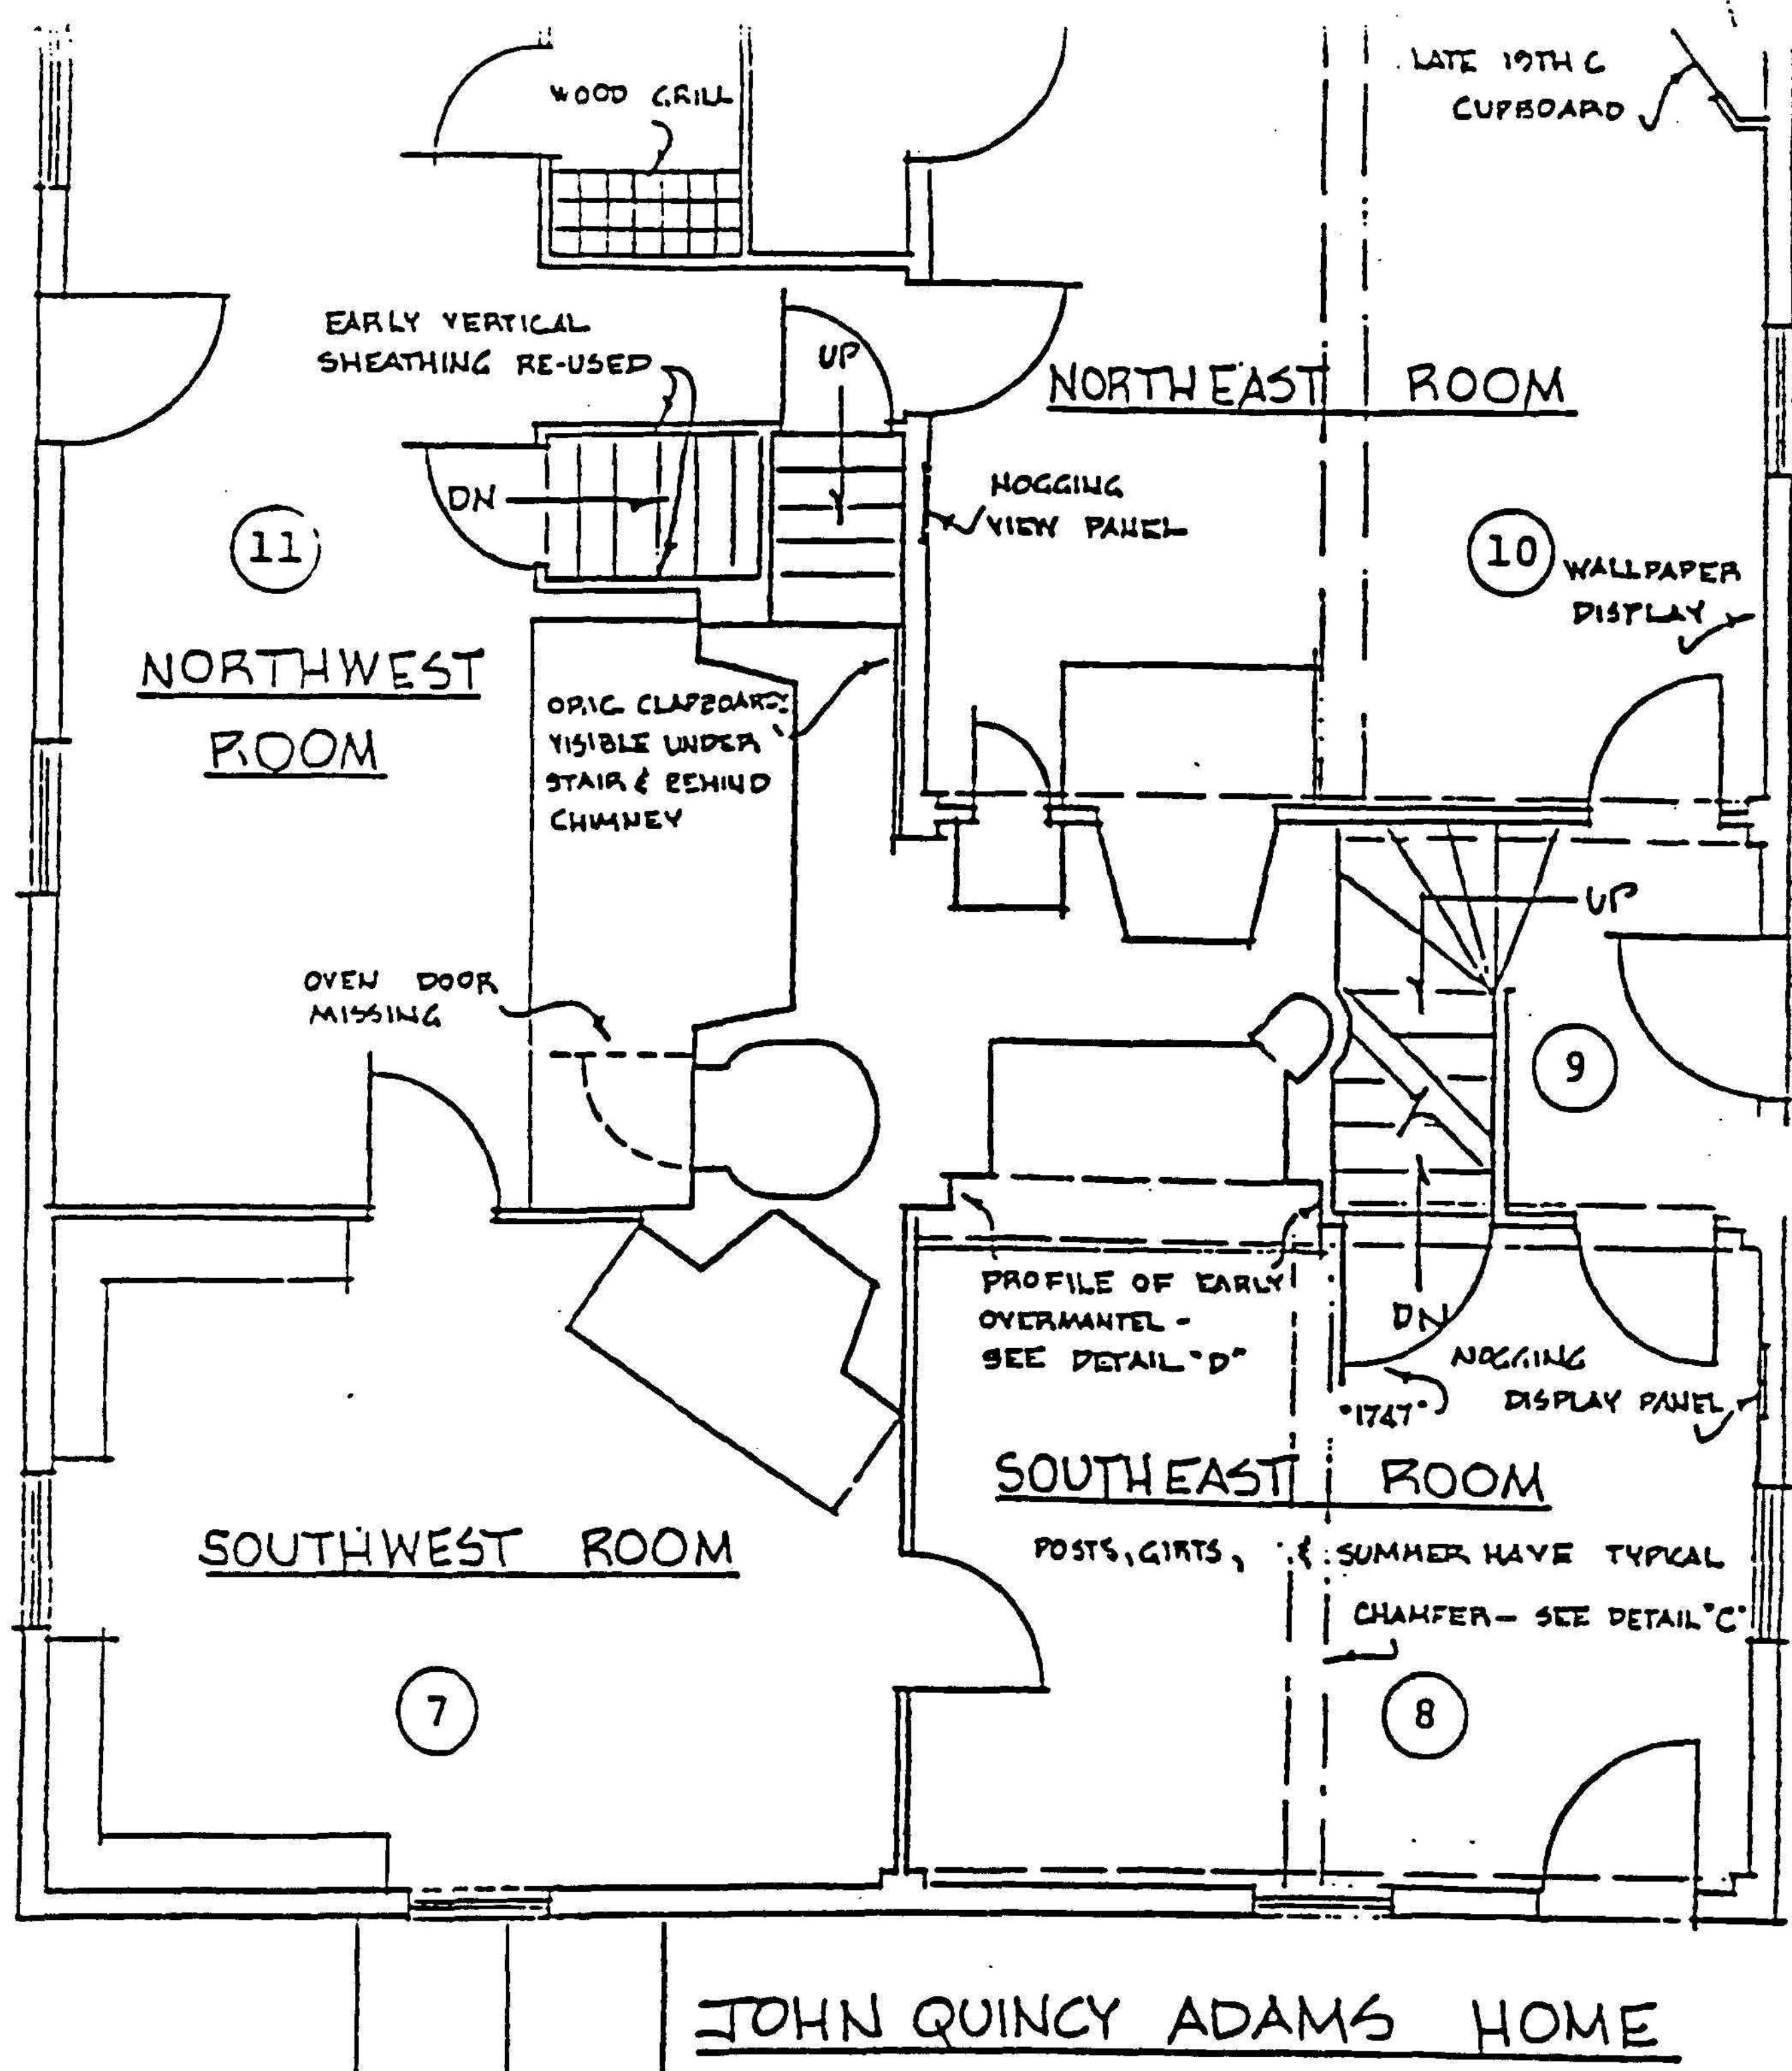 WOOD GRILL
LATE 19TH C
CUPBOARD
EARLY VERTICAL
SHEATHING RE-USED
UP
NORTHEAST ROOM
DN
NOGGING
VIEW PANEL
11
10
WALLPAPER
DISPLAY
NORTHWEST
ROOM
ORIG CLAPBOARDS
VISIBLE UNDER
STAIR & BEHIND
CHIMNEY
UP
OVEN DOOR
MISSING
9
PROFILE OF EARLY
OVERMANTEL -
SEE DETAIL "D"
DN
"1747"
NOGGING
DISPLAY PANEL
SOUTHEAST ROOM
POSTS, GIRTS, & SUMMER HAVE TYPICAL
CHAMFER - SEE DETAIL "C"
SOUTHWEST ROOM
7
8
JOHN QUINCY ADAMS HOME